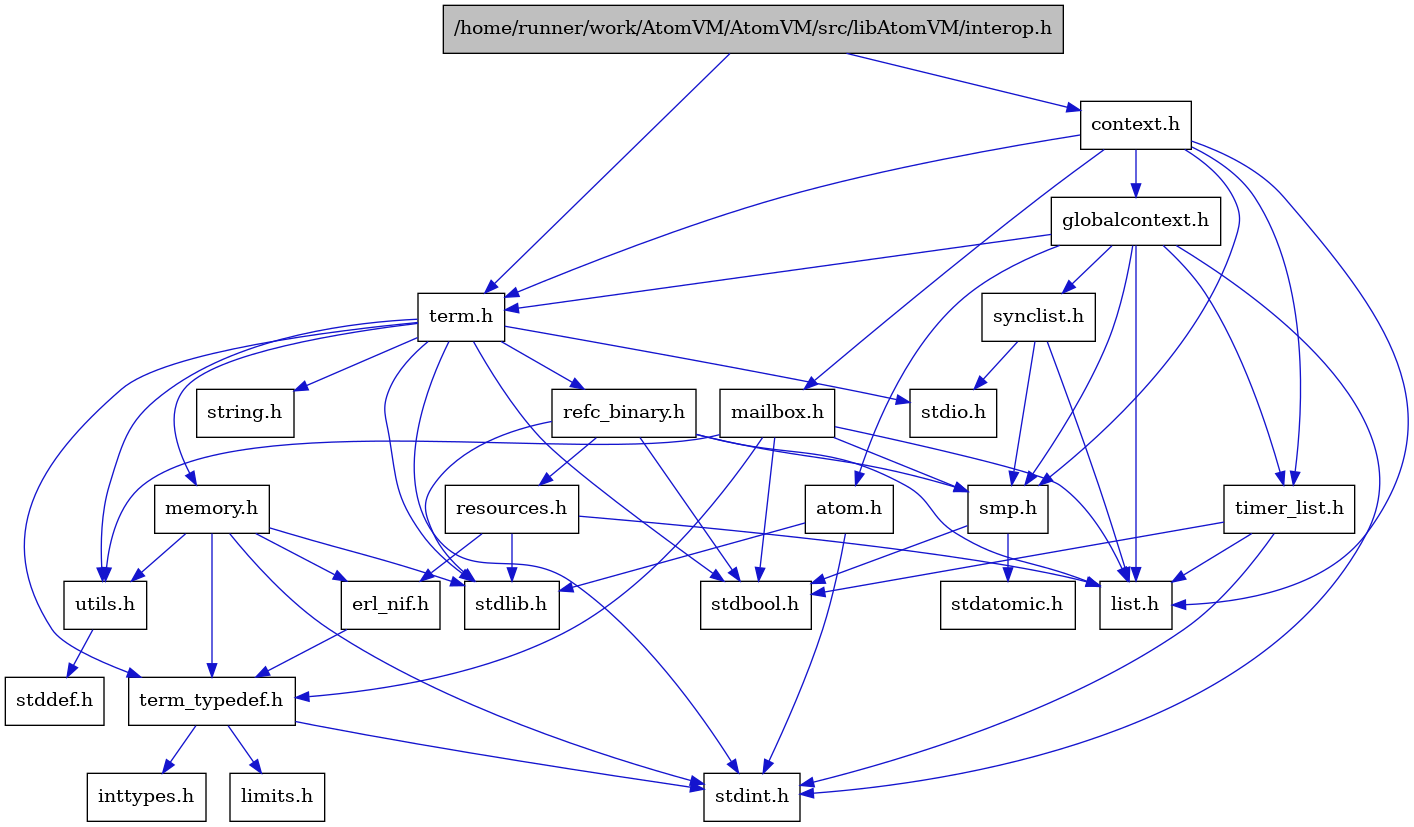 /home/runner/work/AtomVM/AtomVM/src/libAtomVM/interop.h
context.h
globalcontext.h
term.h
synclist.h
string.h
refc_binary.h
mailbox.h
stdio.h
memory.h
resources.h
atom.h
smp.h
timer_list.h
utils.h
erl_nif.h
stdlib.h
stdbool.h
stdatomic.h
list.h
stddef.h
term_typedef.h
inttypes.h
limits.h
stdint.h